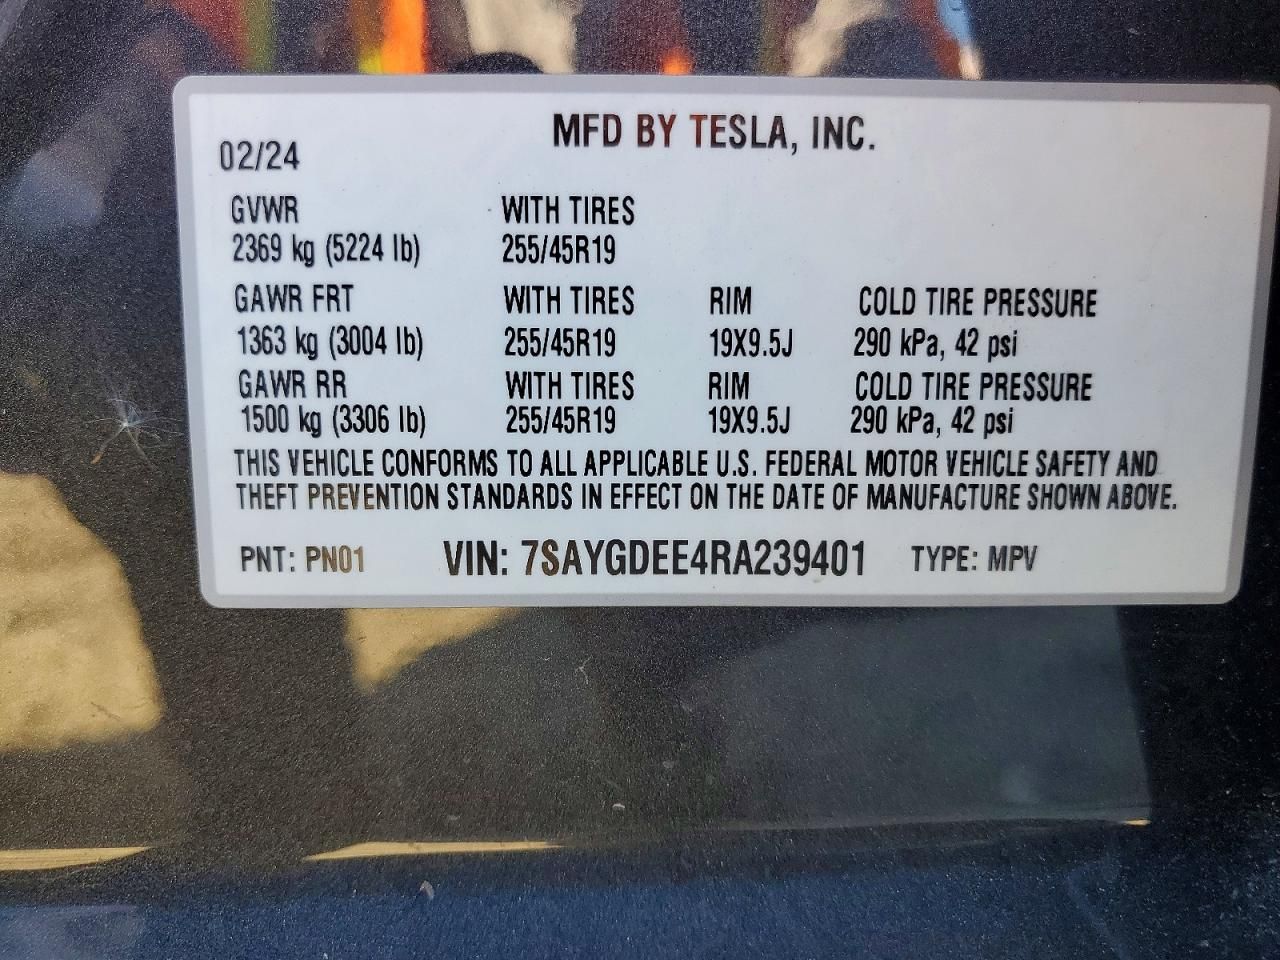 MFD BY TESLA, INC.
02/24
GVWR WITH TIRES
2369 kg (5224 lb) 255/45R19
GAWR FRT WITH TIRES RIM COLD TIRE PRESSURE
1363 kg (3004 lb) 255/45R19 19X9.5J 290 kPa, 42 psi
GAWR RR WITH TIRES RIM COLD TIRE PRESSURE
1500 kg (3306 lb) 255/45R19 19X9.5J 290 kPa, 42 psi
THIS VEHICLE CONFORMS TO ALL APPLICABLE U.S. FEDERAL MOTOR VEHICLE SAFETY AND
THEFT PREVENTION STANDARDS IN EFFECT ON THE DATE OF MANUFACTURE SHOWN ABOVE.
PNT: PN01 VIN: 7SAYGDEE4RA239401 TYPE: MPV